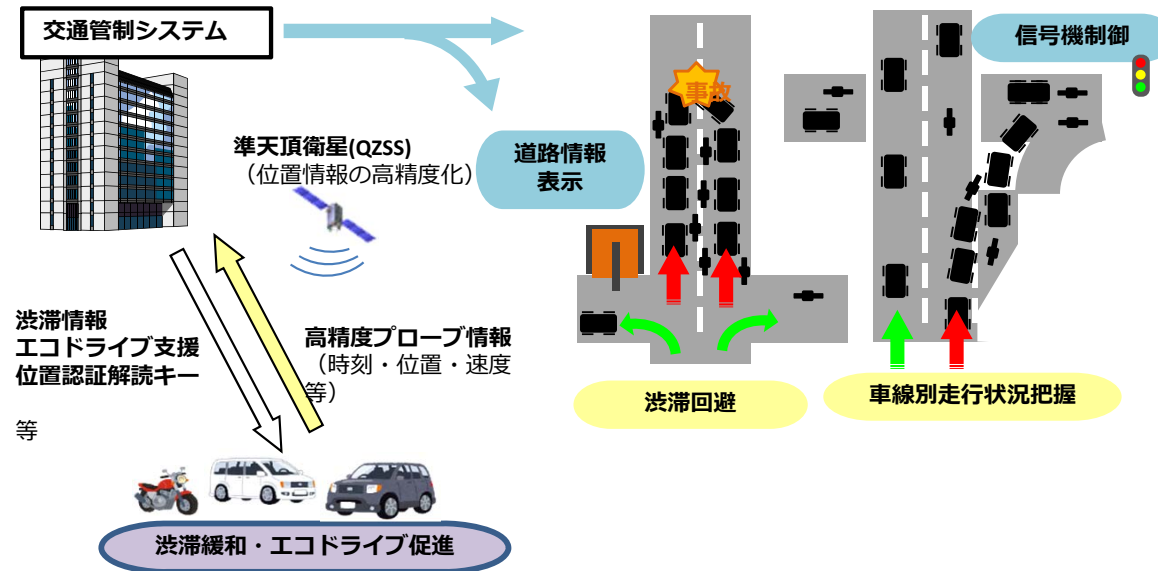 交通管制システム
信号機制御
事故
準天頂衛星(QZSS)
（位置情報の高精度化）
道路情報
表示
渋滞情報
エコドライブ支援
位置認証解読キー
等
高精度プローブ情報
（時刻・位置・速度
等）
渋滞回避
車線別走行状況把握
渋滞緩和・エコドライブ促進